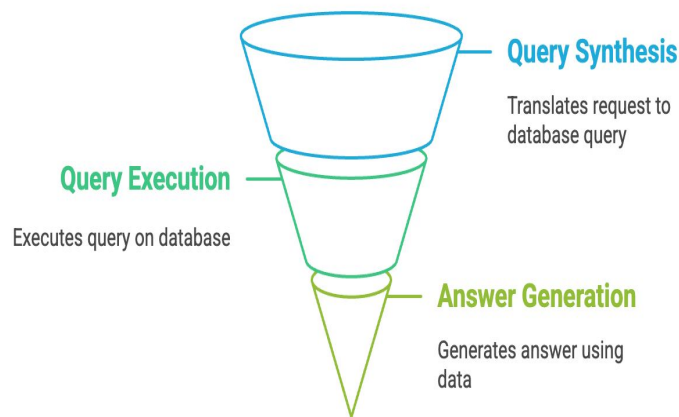 Query Synthesis
Translates request to
database query
Query Execution
Executes query on database
Answer Generation
Generates answer using
data